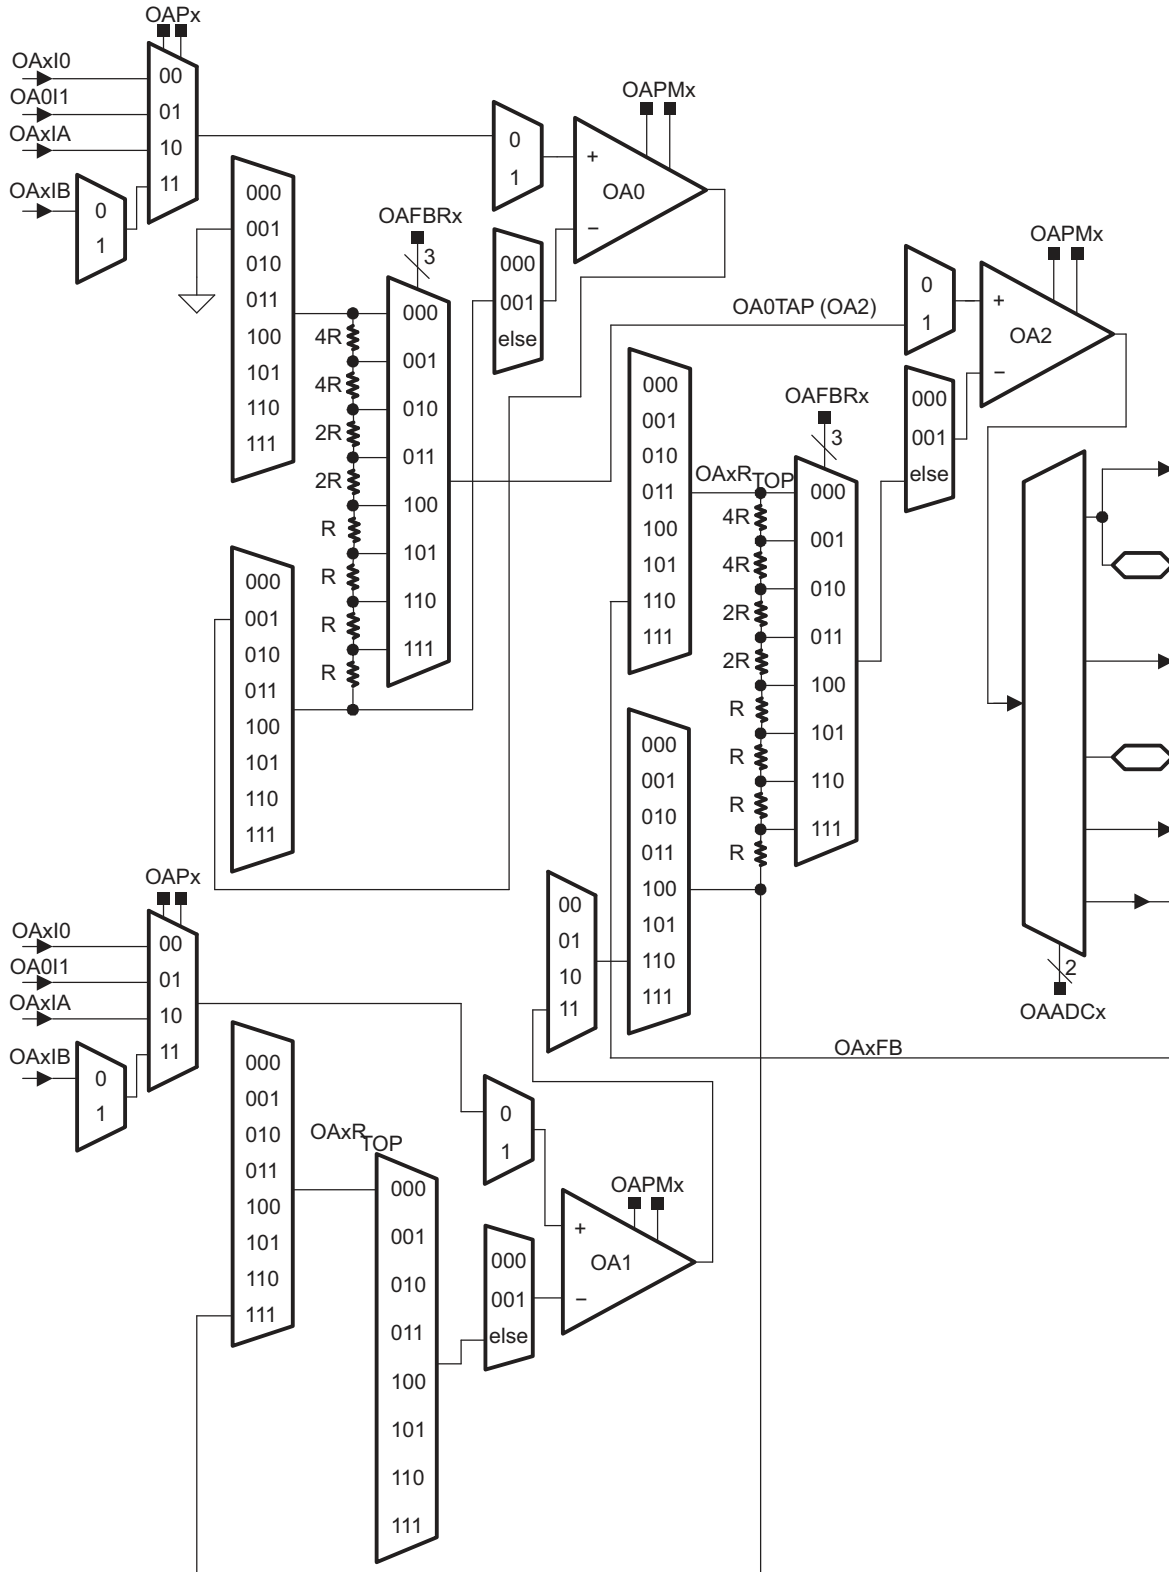 OAPx
OAxI0
OA0I1
OAxIA
OAxIB
00
01
10
11
0
1
000
001
010
011
100
101
110
111
OAFBRx
3
4R
4R
2R
2R
R
R
R
R
000
001
010
011
100
101
110
111
000
001
010
011
100
101
110
111
0
1
000
001
else
OAPMx
+
OA0
−
OA0TAP (OA2)
000
001
010
011
100
101
110
111
OAxRTOP
OAFBRx
3
4R
4R
2R
2R
R
R
R
R
000
001
010
011
100
101
110
111
0
1
000
001
else
OAPMx
+
OA2
−
000
001
010
011
100
101
110
111
00
01
10
11
2
OAADCx
OAxFB
OAPx
OAxI0
OA0I1
OAxIA
OAxIB
00
01
10
11
0
1
000
001
010
011
100
101
110
111
OAxRTOP
000
001
010
011
100
101
110
111
0
1
000
001
else
OAPMx
+
OA1
−